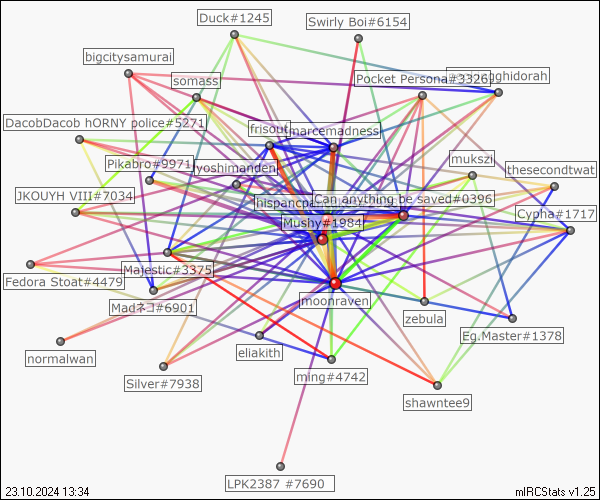 Duck#1245
Swirly Boi#6154
bigcitysamurai
somass
Pocket Persona#3326
ghidorah
DacobDacob hORNY police#5271
frisout
marcemadness
Pikabro#9971
yoshimanden
mukszi
thesecondtwat
JKOUYH VIII#7034
Can anything be saved#0396
Mushy#1984
Cypha#1717
Majestic#3375
Fedora Stoat#4479
moonraven
Madネコ#6901
zebula
Eg.Master#1378
normalwan
eliakith
ming#4742
Silver#7938
shawntee9
LPK2387 #7690
23.10.2024 13:34
mIRCStats v1.25